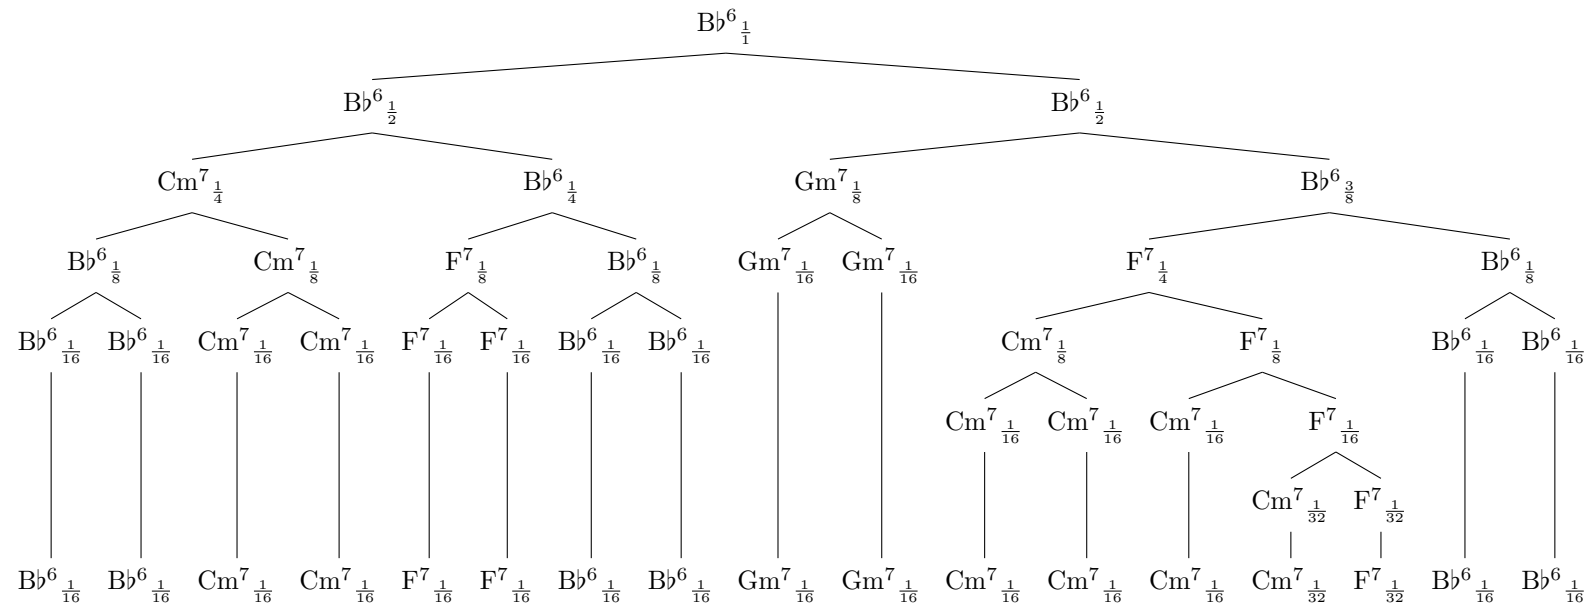 B♭⁶ 1/1
B♭⁶ 1/2 B♭⁶ 1/2
Cm⁷ 1/4 B♭⁶ 1/4 Gm⁷ 1/8 B♭⁶ 3/8
B♭⁶ 1/8 Cm⁷ 1/8 F⁷ 1/8 B♭⁶ 1/8 Gm⁷ 1/16 Gm⁷ 1/16 F⁷ 1/4 B♭⁶ 1/8
B♭⁶ 1/16 B♭⁶ 1/16 Cm⁷ 1/16 Cm⁷ 1/16 F⁷ 1/16 F⁷ 1/16 B♭⁶ 1/16 B♭⁶ 1/16 Cm⁷ 1/8 F⁷ 1/8 B♭⁶ 1/16 B♭⁶ 1/16
Cm⁷ 1/16 Cm⁷ 1/16 Cm⁷ 1/16 F⁷ 1/16
Cm⁷ 1/32 F⁷ 1/32
B♭⁶ 1/16 B♭⁶ 1/16 Cm⁷ 1/16 Cm⁷ 1/16 F⁷ 1/16 F⁷ 1/16 B♭⁶ 1/16 B♭⁶ 1/16 Gm⁷ 1/16 Gm⁷ 1/16 Cm⁷ 1/16 Cm⁷ 1/16 Cm⁷ 1/16 Cm⁷ 1/32 F⁷ 1/32 B♭⁶ 1/16 B♭⁶ 1/16